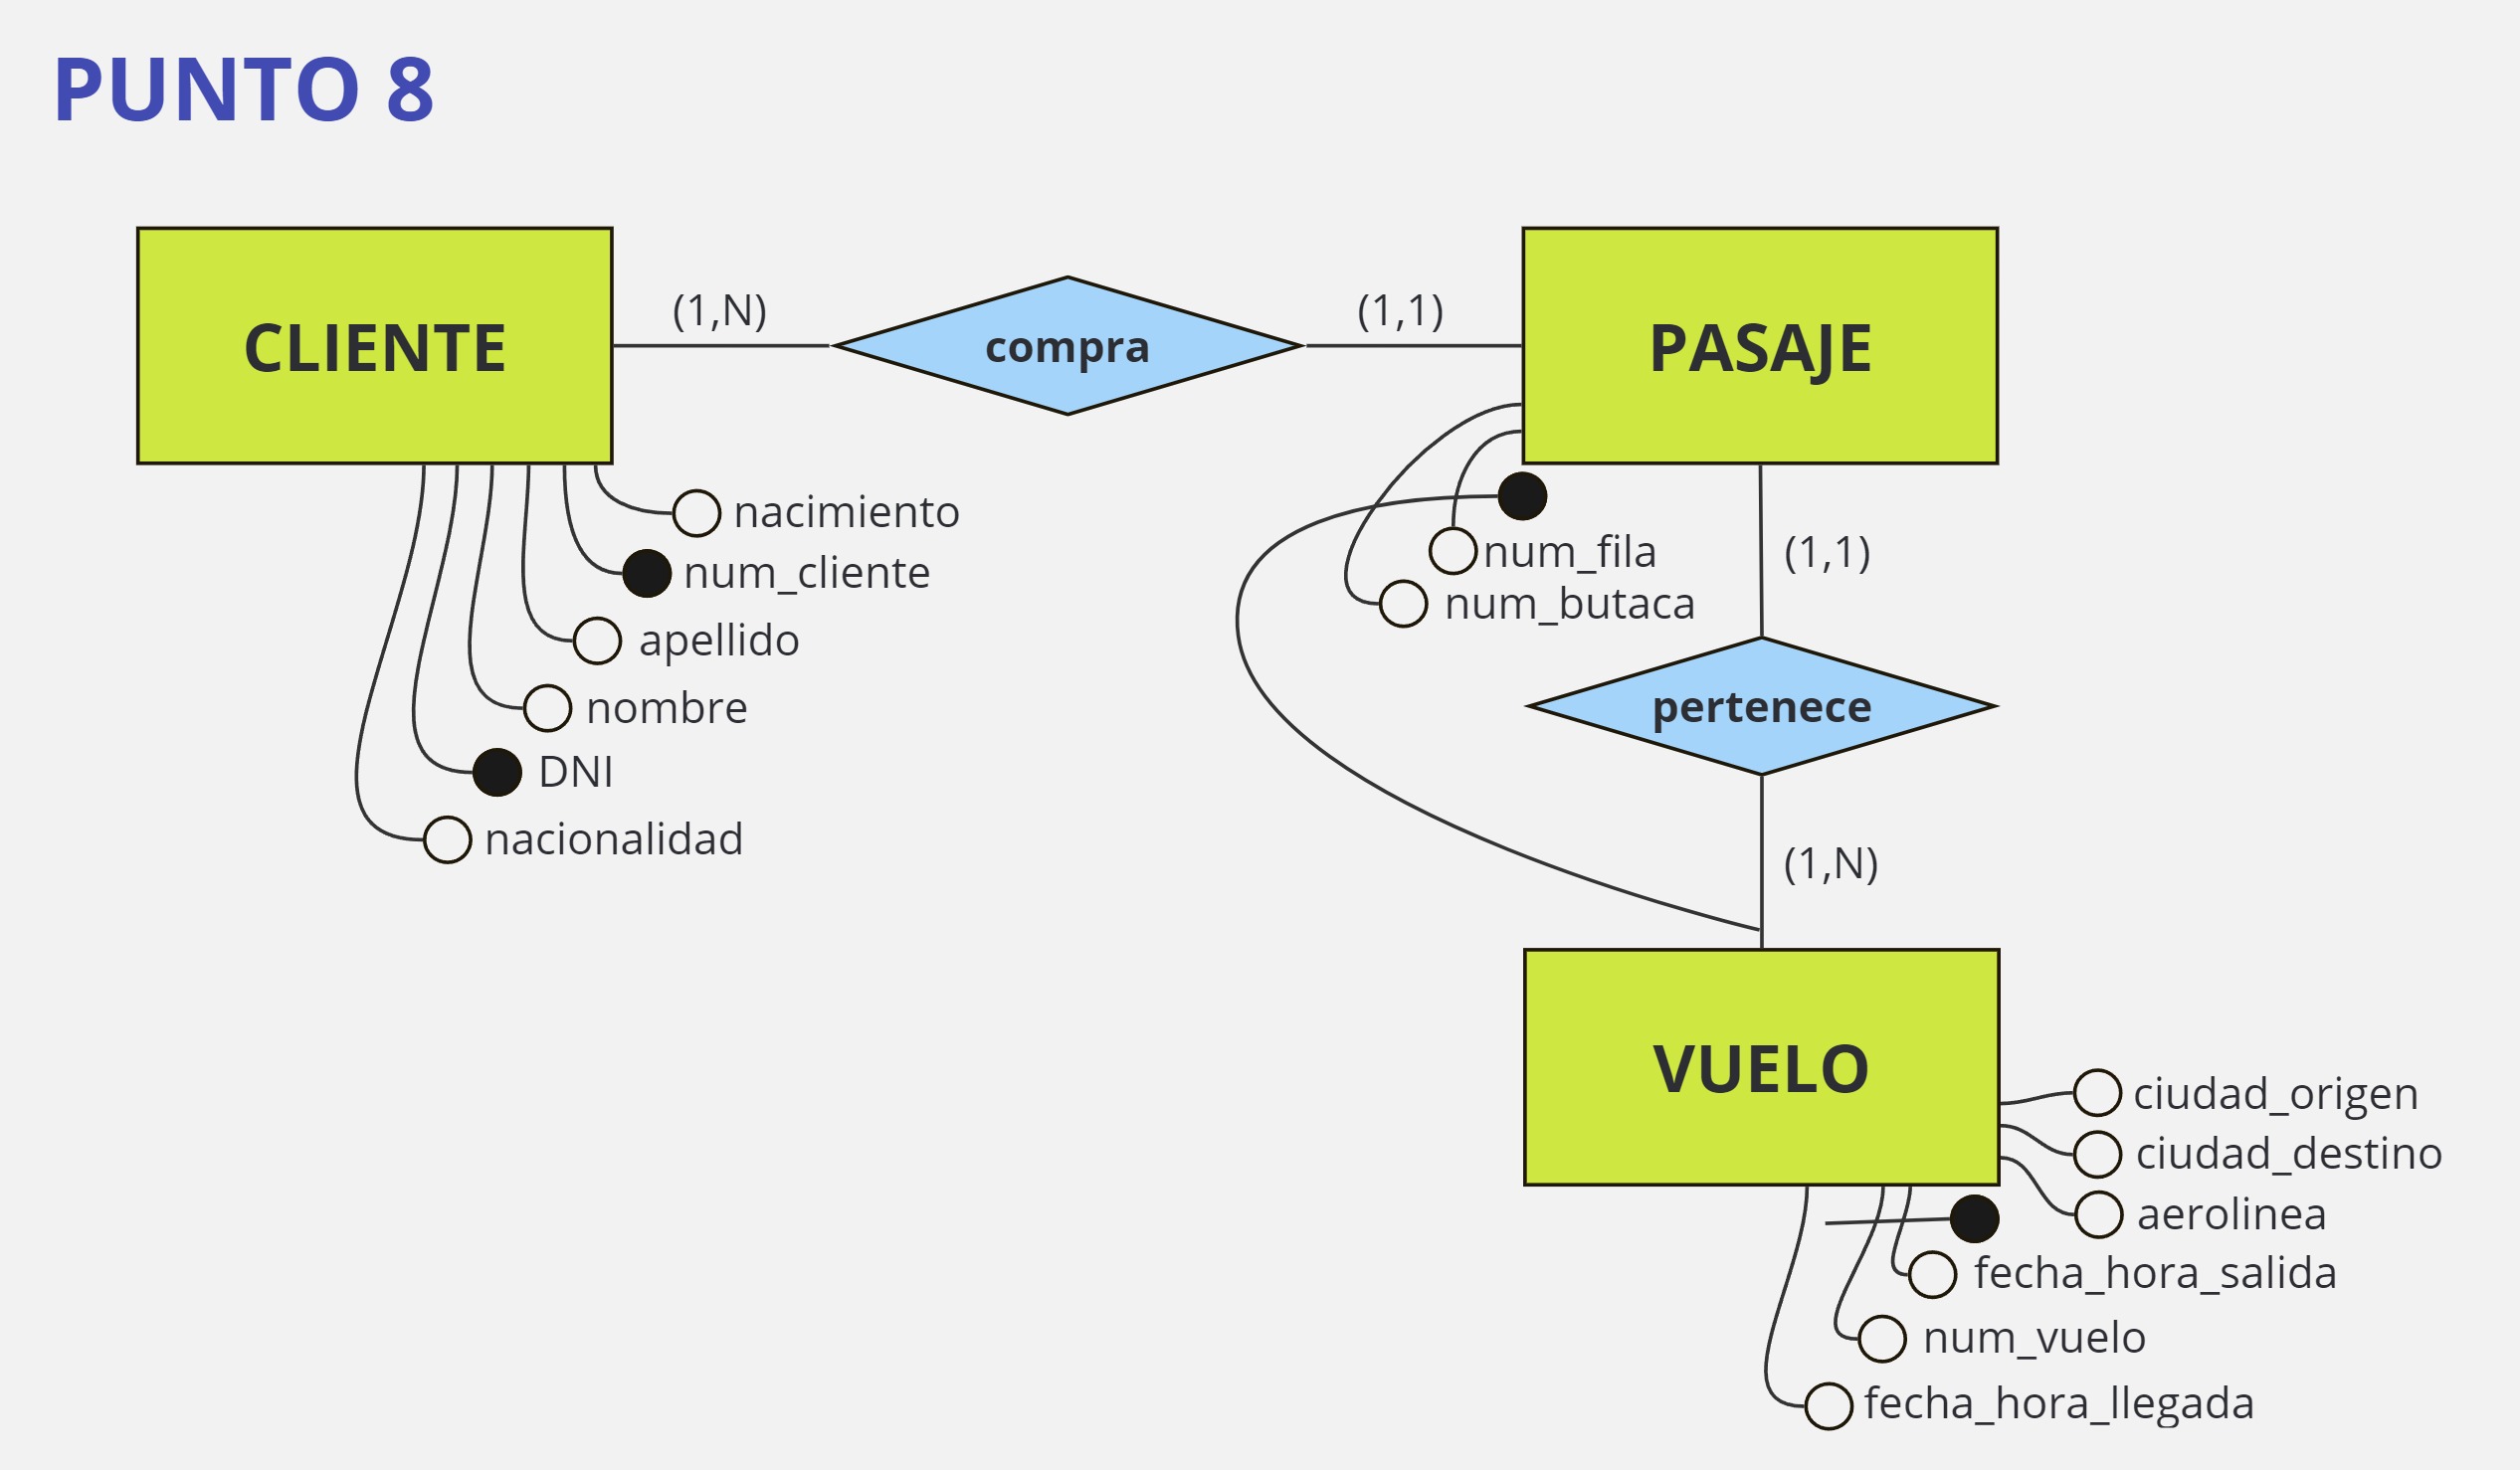 PUNTO 8
CLIENTE
(1,N)
compra
(1,1)
PASAJE
nacimiento
num_cliente
apellido
nombre
DNI
nacionalidad
num_fila
num_butaca
(1,1)
pertenece
(1,N)
VUELO
ciudad_origen
ciudad_destino
aerolinea
fecha_hora_salida
num_vuelo
fecha_hora_llegada